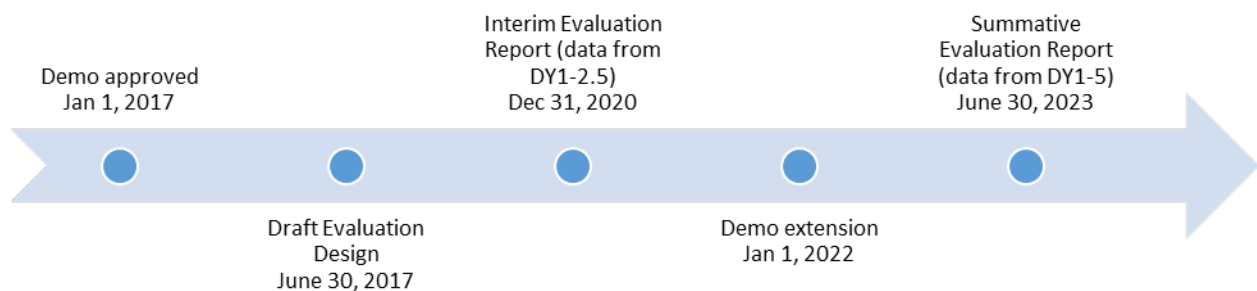 Demo approved
Jan 1, 2017
Draft Evaluation
Design
June 30, 2017
Interim Evaluation
Report (data from
DY1-2.5)
Dec 31, 2020
Demo extension
Jan 1, 2022
Summative
Evaluation Report
(data from DY1-5)
June 30, 2023